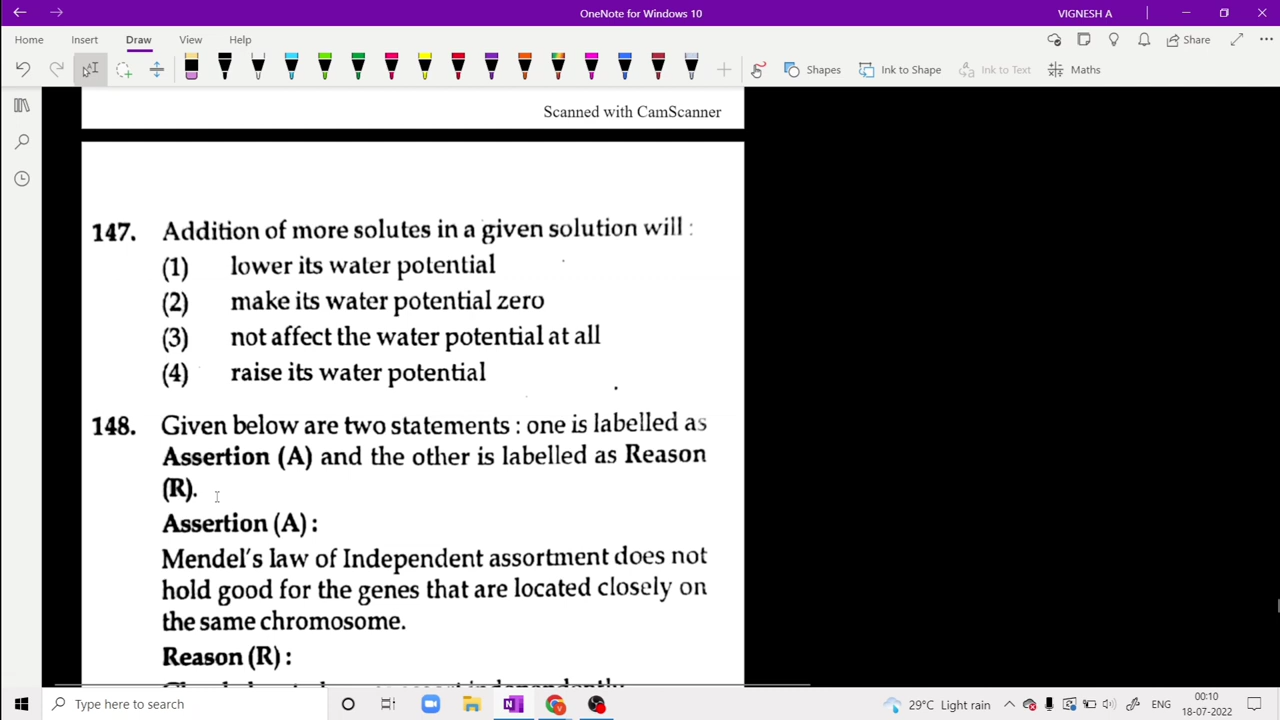 OneNote for Windows 10
VIGNESH A
Home Insert Draw View Help
Share
Shapes Ink to Shape Ink to Text Maths
Scanned with CamScanner
147. Addition of more solutes in a given solution will :
(1) lower its water potential
(2) make its water potential zero
(3) not affect the water potential at all
(4) raise its water potential
148. Given below are two statements : one is labelled as
Assertion (A) and the other is labelled as Reason
(R).
Assertion (A) :
Mendel's law of Independent assortment does not
hold good for the genes that are located closely on
the same chromosome.
Reason (R) :
Type here to search
29°C Light rain
ENG
00:10
18-07-2022